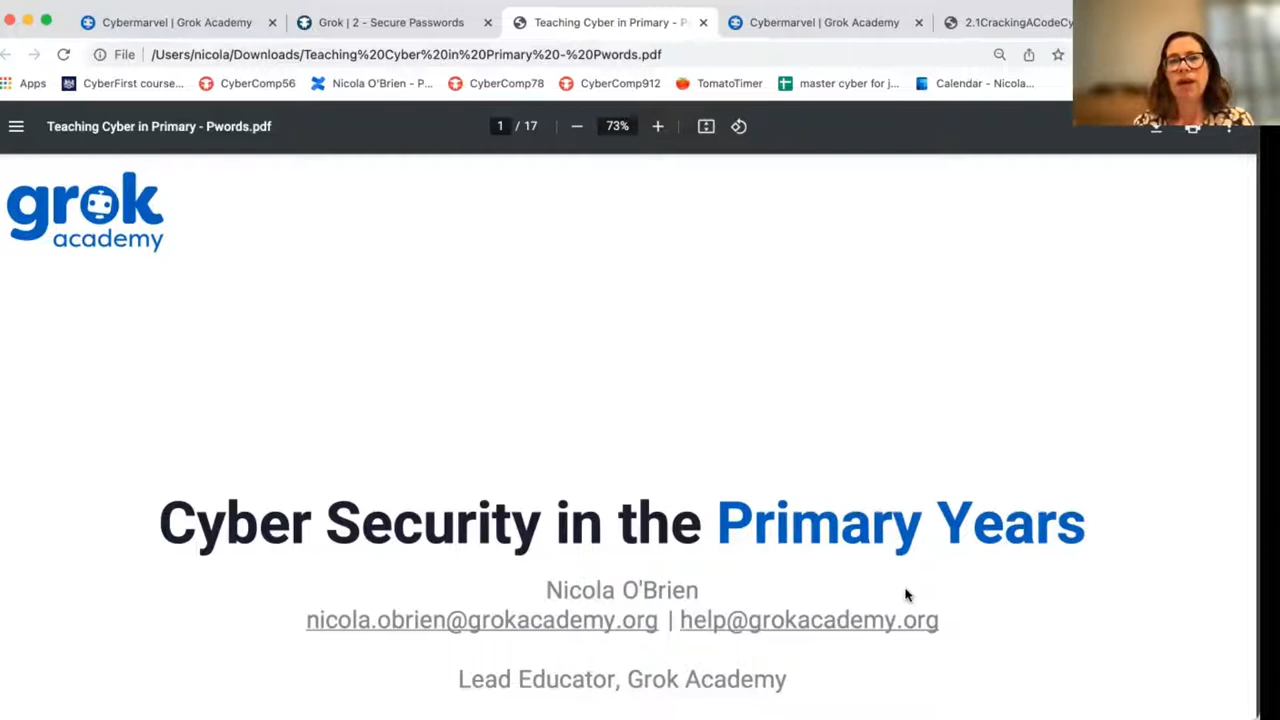 Cybermarvel | Grok Academy
Grok | 2 - Secure Passwords
Teaching Cyber in Primary - P
Cybermarvel | Grok Academy
2.1CrackingACodeCy
File
/Users/nicola/Downloads/Teaching%20Cyber%20in%20Primary%20-%20Pwords.pdf
Apps
CyberFirst course...
CyberComp56
Nicola O'Brien - P...
CyberComp78
CyberComp912
TomatoTimer
master cyber for j...
Calendar - Nicola...
Teaching Cyber in Primary - Pwords.pdf
1 / 17
73%
grok
academy
Cyber Security in the Primary Years
Nicola O'Brien
nicola.obrien@grokacademy.org | help@grokacademy.org
Lead Educator, Grok Academy